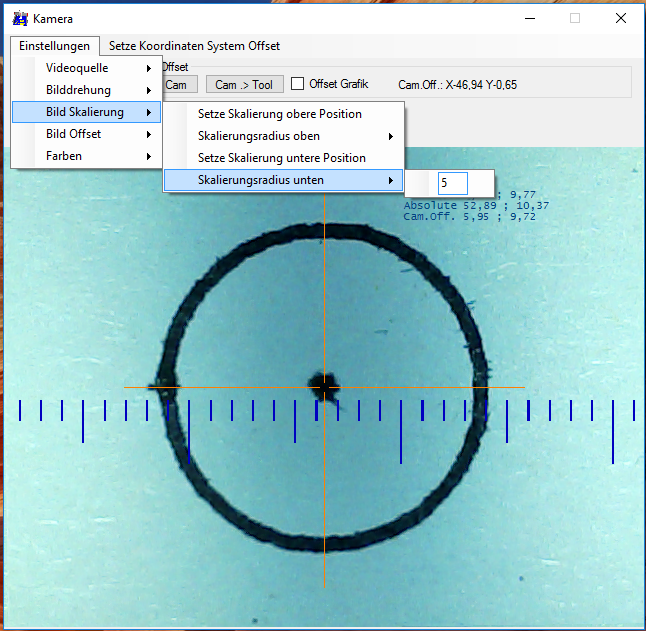 Kamera
Einstellungen Setze Koordinaten System Offset
Videoquelle
Bilddrehung
Bild Skalierung
Bild Offset
Farben
Offset
Cam Cam .> Tool Offset Grafik Cam.Off.: X-46,94 Y-0,65
Setze Skalierung obere Position
Skalierungsradius oben
Setze Skalierung untere Position
Skalierungsradius unten
5
; 9,77
Absolute 52,89 ; 10,37
Cam.Off. 5,95 ; 9,72